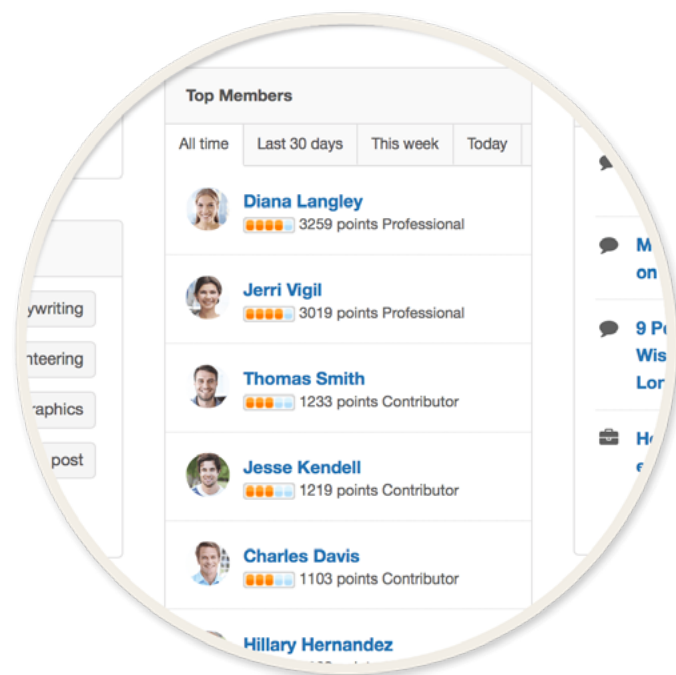 Top Members
All time Last 30 days This week Today
Diana Langley
3259 points Professional
Jerri Vigil
3019 points Professional
Thomas Smith
1233 points Contributor
Jesse Kendell
1219 points Contributor
Charles Davis
1103 points Contributor
Hillary Hernandez
ywriting
nteering
raphics
post
M
on
9 P
Wis
Lor